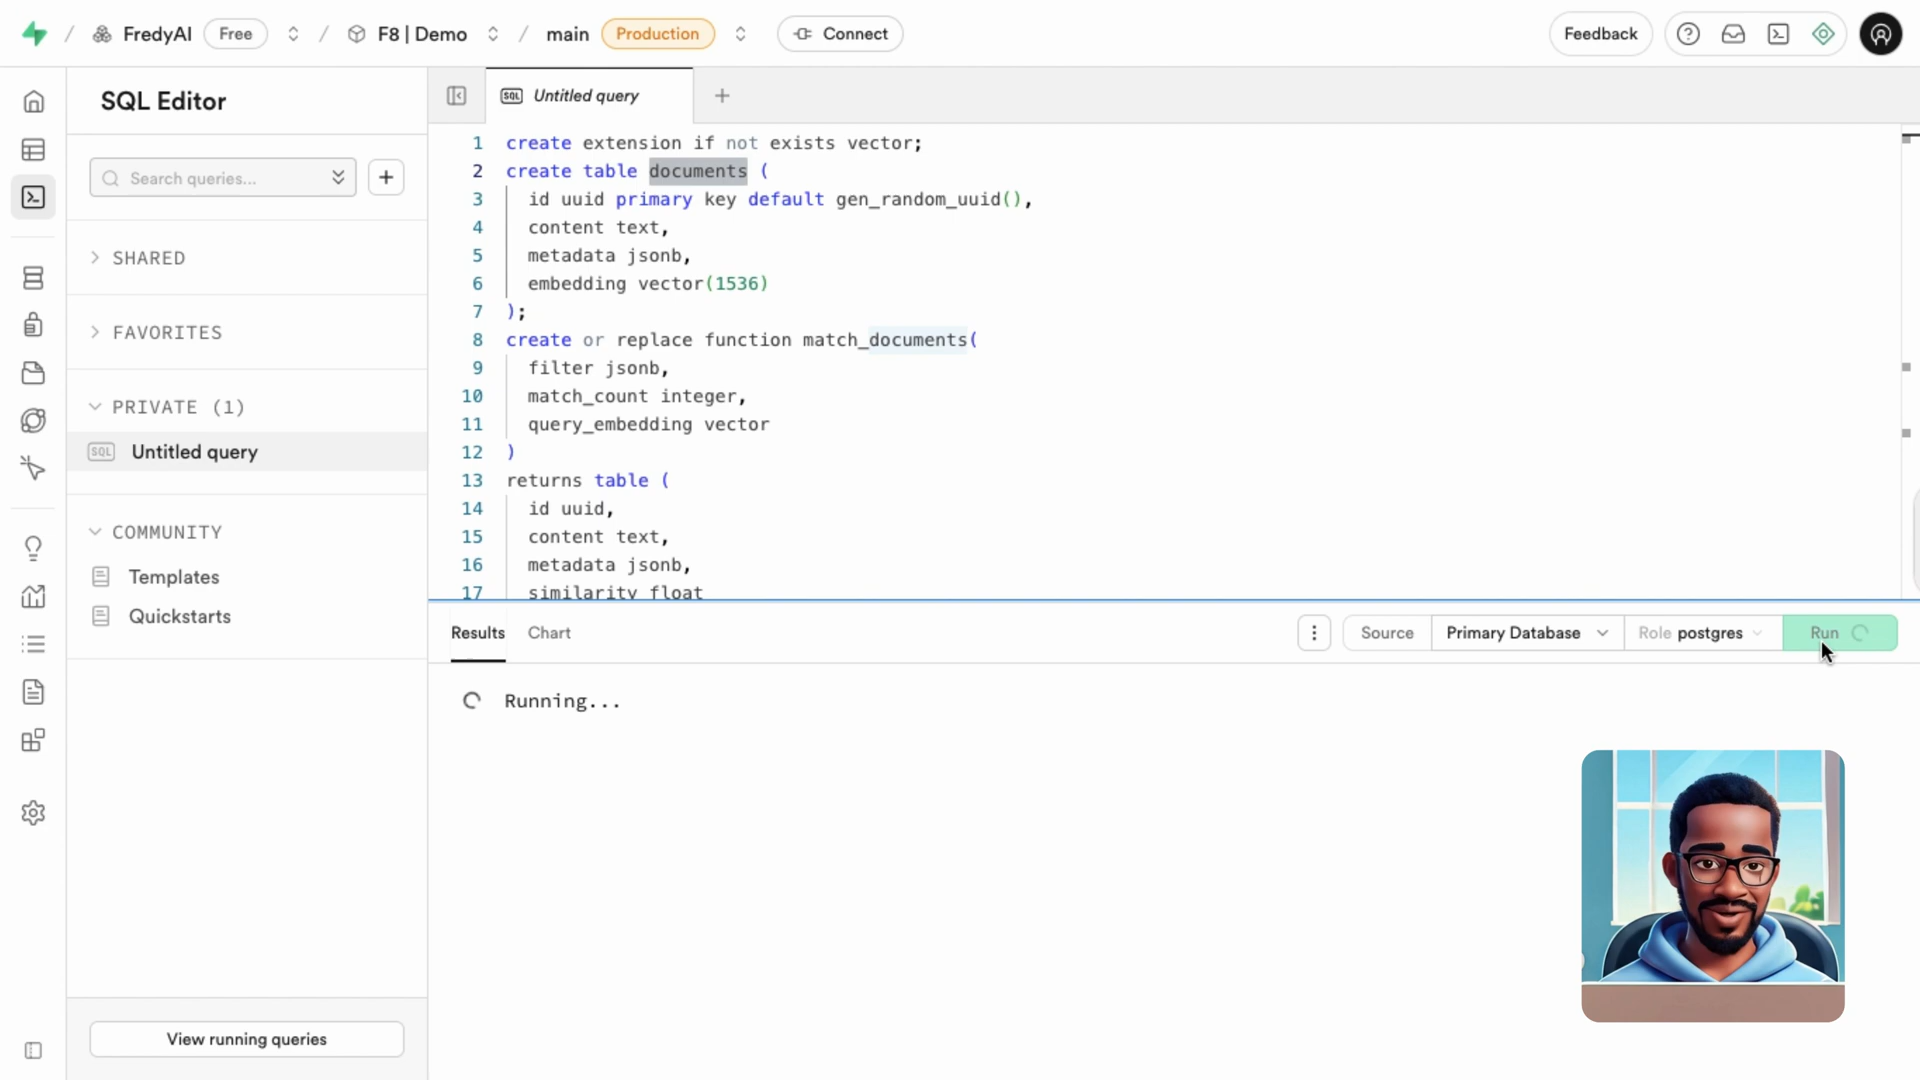 / FredyAI Free / F8 | Demo / main Production Connect Feedback
SQL Editor
Search queries...
SHARED
FAVORITES
PRIVATE (1)
SQL Untitled query
COMMUNITY
Templates
Quickstarts
View running queries
SQL Untitled query
1 create extension if not exists vector;
2 create table documents (
3 id uuid primary key default gen_random_uuid(),
4 content text,
5 metadata jsonb,
6 embedding vector(1536)
7 );
8 create or replace function match_documents(
9 filter jsonb,
10 match_count integer,
11 query_embedding vector
12 )
13 returns table (
14 id uuid,
15 content text,
16 metadata jsonb,
17 similarity float
Results Chart Source Primary Database Role postgres Run
Running...